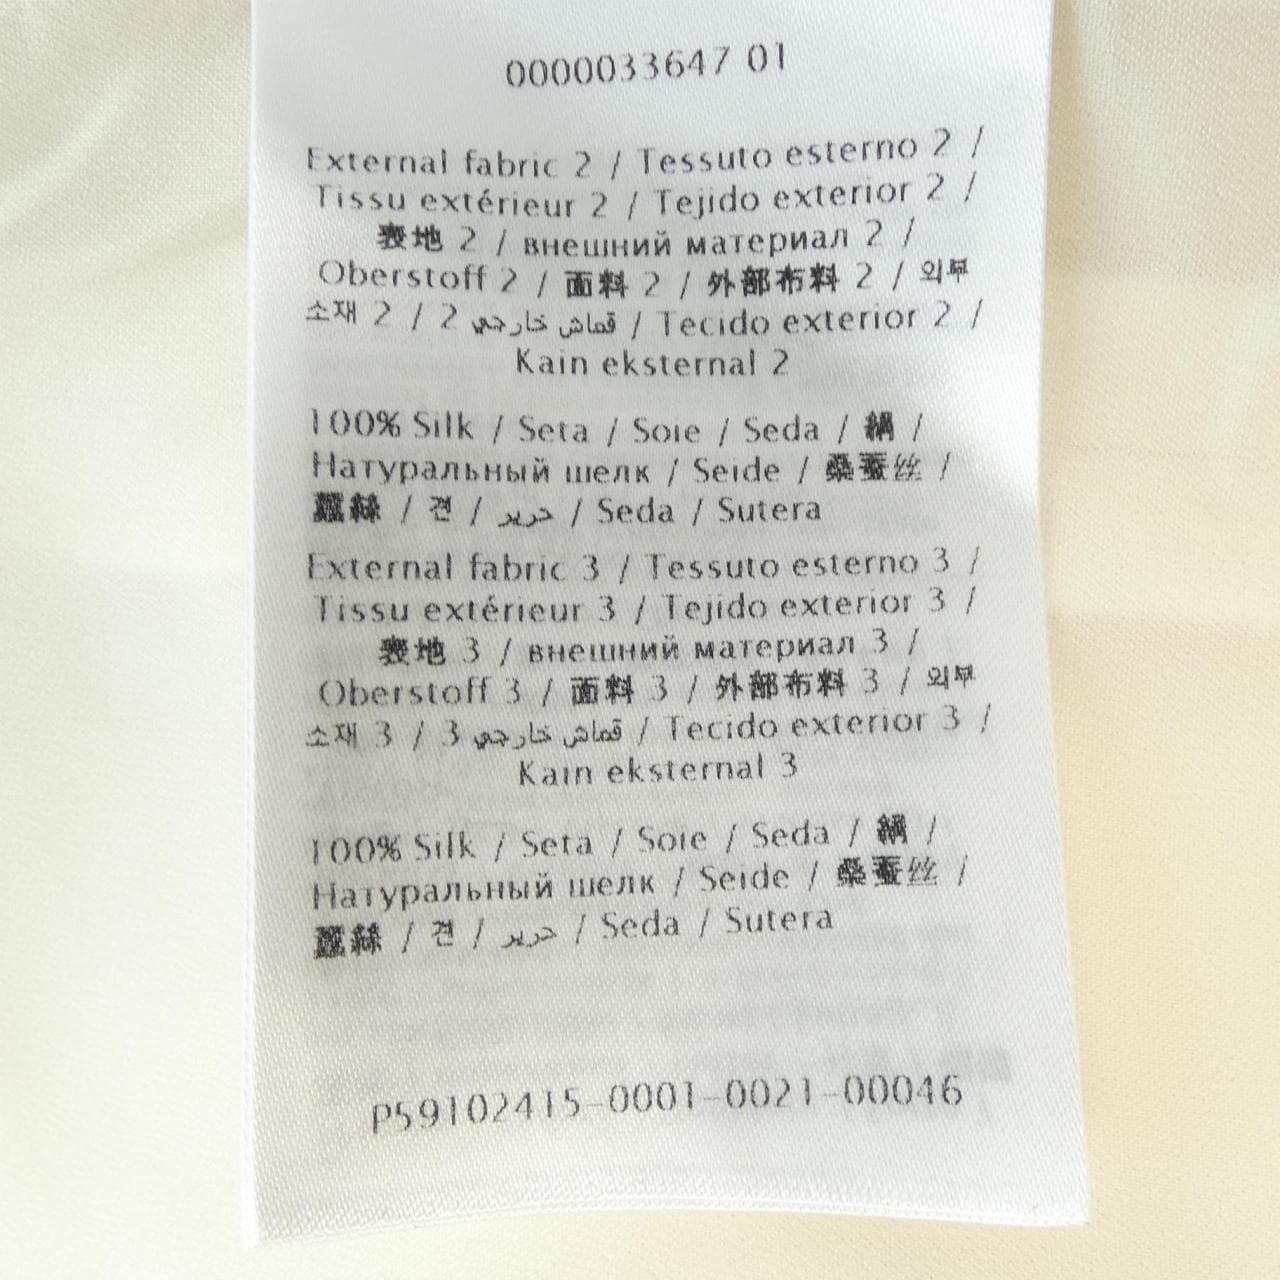 0000033647 01
External fabric 2 / Tessuto esterno 2 /
Tissu extérieur 2 / Tejido exterior 2 /
表地 2 / внешний материал 2 /
Oberstoff 2 / 面料 2 / 外部布料 2 / 외부
소재 2 / 2 قماش خارجي / Tecido exterior 2 /
Kain eksternal 2
100% Silk / Seta / Soie / Seda / 絹 /
Натуральный шелк / Seide / 桑蚕丝 /
蠶絲 / 견 / حرير / Seda / Sutera
External fabric 3 / Tessuto esterno 3 /
Tissu extérieur 3 / Tejido exterior 3 /
表地 3 / внешний материал 3 /
Oberstoff 3 / 面料 3 / 外部布料 3 / 외부
소재 3 / 3 قماش خارجي / Tecido exterior 3 /
Kain eksternal 3
100% Silk / Seta / Soie / Seda / 絹 /
Натуральный шелк / Seide / 桑蚕丝 /
蠶絲 / 견 / حرير / Seda / Sutera
P59102415-0001-0021-00046